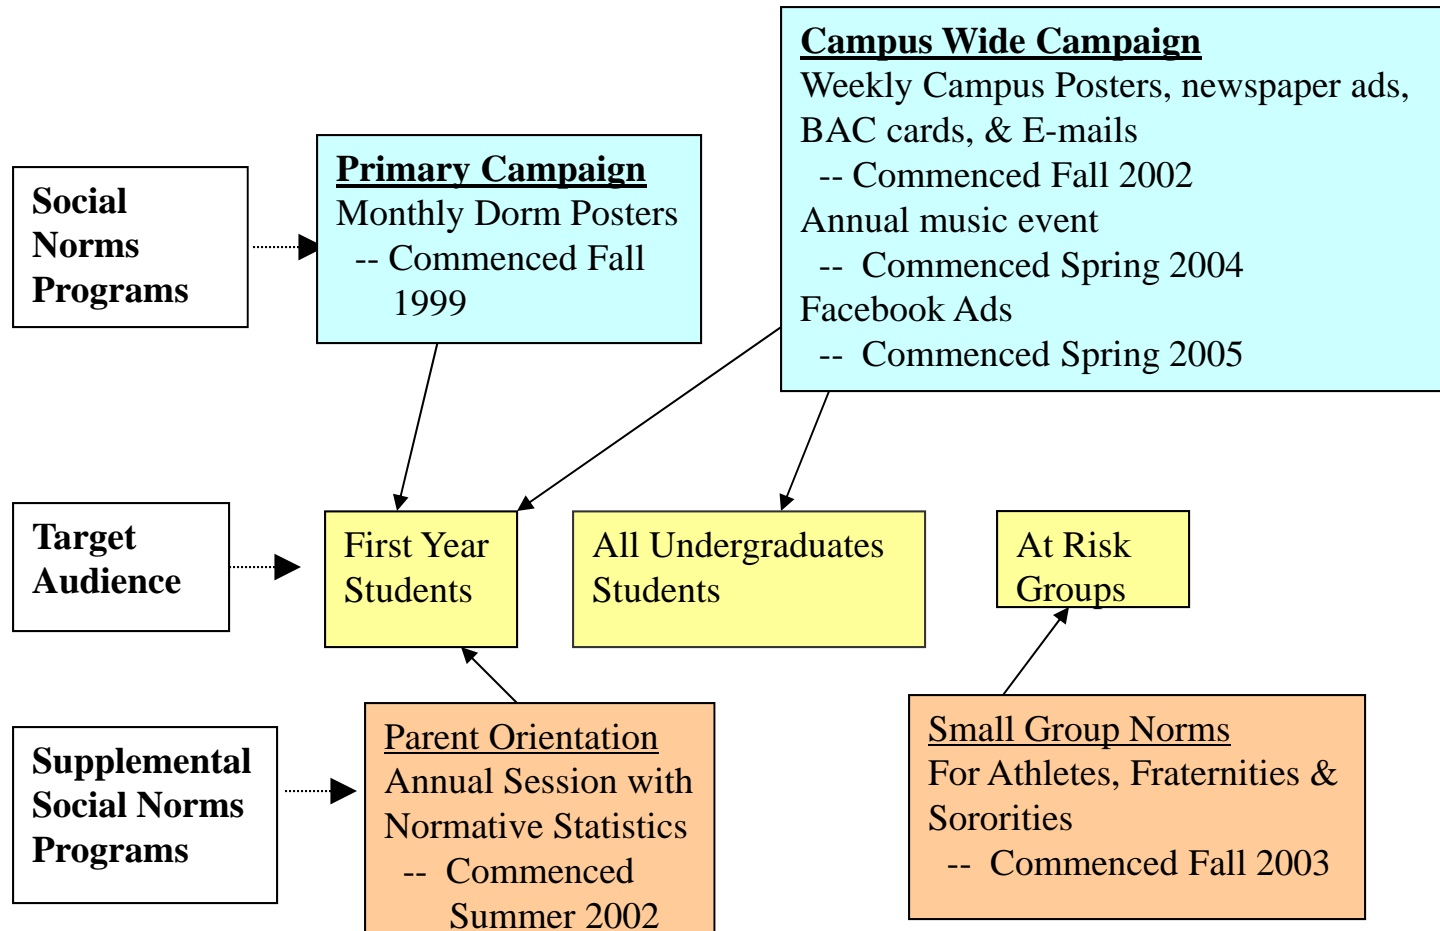 Campus Wide Campaign
Weekly Campus Posters, newspaper ads,
BAC cards, & E-mails
-- Commenced Fall 2002
Annual music event
-- Commenced Spring 2004
Facebook Ads
-- Commenced Spring 2005
Primary Campaign
Monthly Dorm Posters
-- Commenced Fall
1999
Social
Norms
Programs
Target
Audience
First Year
Students
All Undergraduates
Students
At Risk
Groups
Supplemental
Social Norms
Programs
Parent Orientation
Annual Session with
Normative Statistics
-- Commenced
Summer 2002
Small Group Norms
For Athletes, Fraternities &
Sororities
-- Commenced Fall 2003